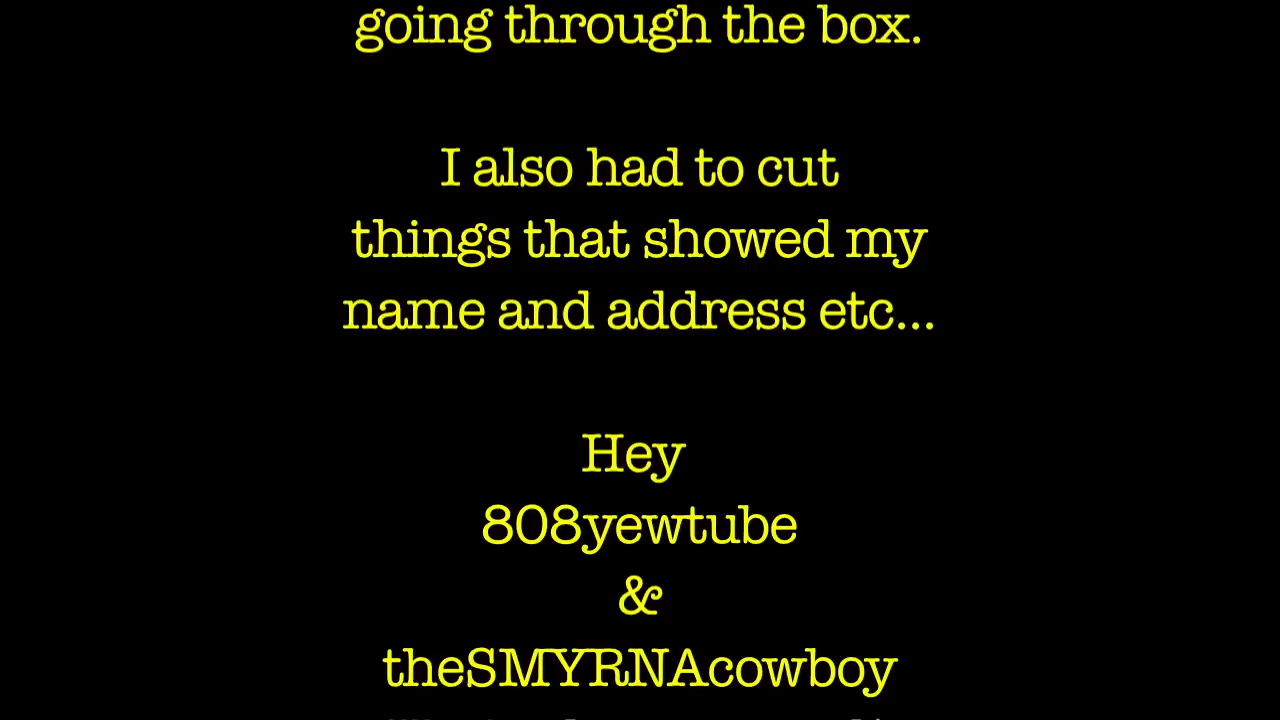 going through the box.
I also had to cut
things that showed my
name and address etc...
Hey
808yewtube
&
theSMYRNAcowboy